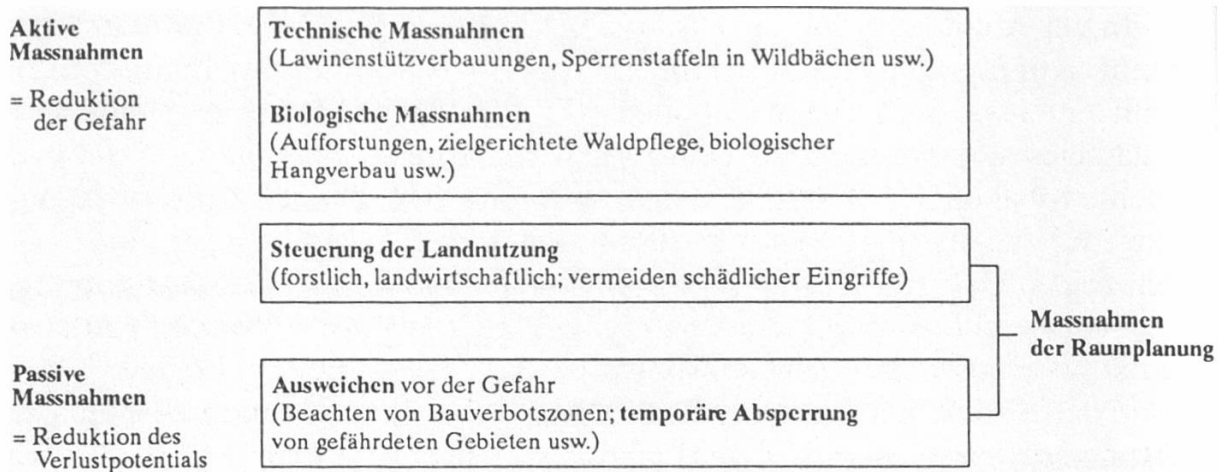 Aktive
Massnahmen
= Reduktion
der Gefahr
Technische Massnahmen
(Lawinenstützverbauungen, Sperrenstaffeln in Wildbächen usw.)
Biologische Massnahmen
(Aufforstungen, zielgerichtete Waldpflege, biologischer
Hangverbau usw.)
Steuerung der Landnutzung
(forstlich, landwirtschaftlich; vermeiden schädlicher Eingriffe)
Massnahmen
der Raumplanung
Passive
Massnahmen
= Reduktion des
Verlustpotentials
Ausweichen vor der Gefahr
(Beachten von Bauverbotszonen; temporäre Absperrung
von gefährdeten Gebieten usw.)